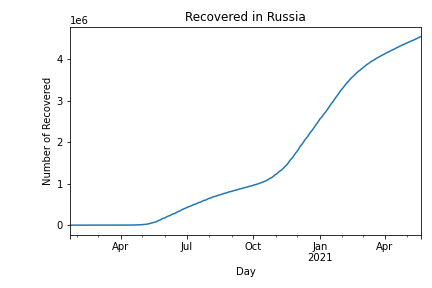 Recovered in Russia
1e6
Number of Recovered
4
3
2
1
0
Apr
Jul
Oct
Jan
2021
Apr
Day